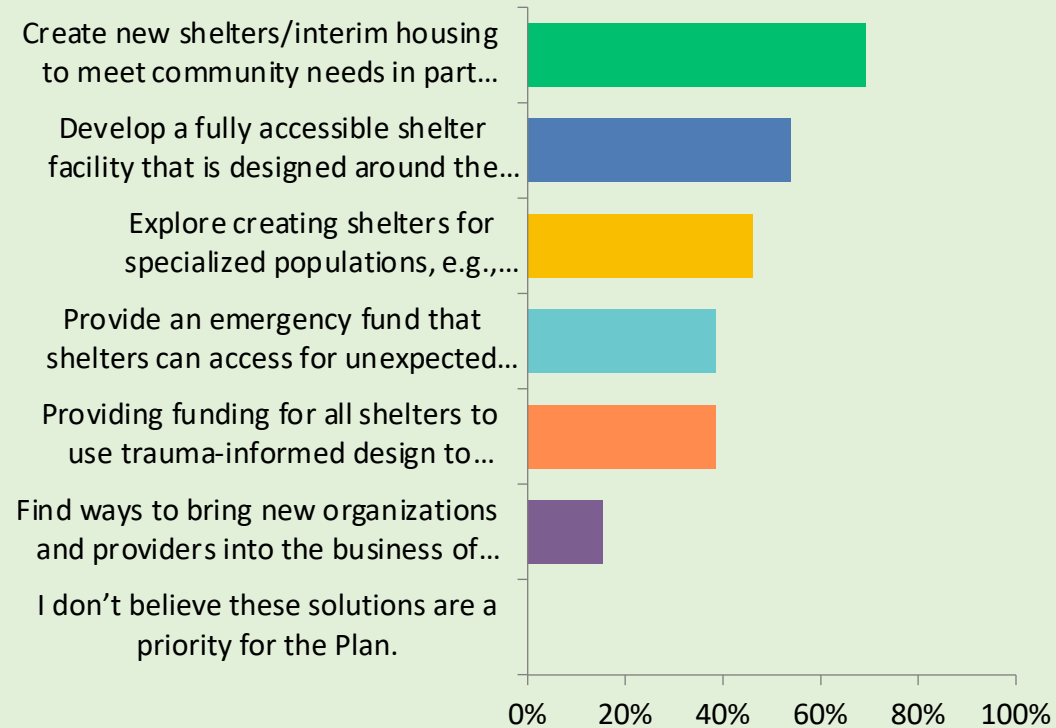 Create new shelters/interim housing
to meet community needs in part...
Develop a fully accessible shelter
facility that is designed around the...
Explore creating shelters for
specialized populations, e.g.,...
Provide an emergency fund that
shelters can access for unexpected...
Providing funding for all shelters to
use trauma-informed design to...
Find ways to bring new organizations
and providers into the business of...
I don’t believe these solutions are a
priority for the Plan.
0% 20% 40% 60% 80% 100%